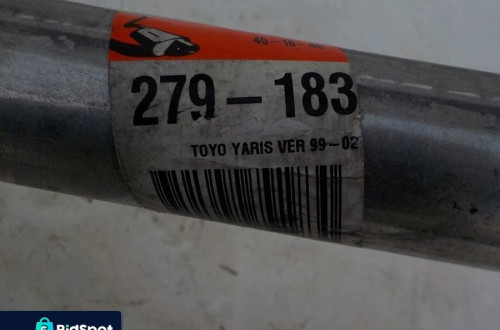 279-183
TOYO YARIS VER 99-02
BidSpot